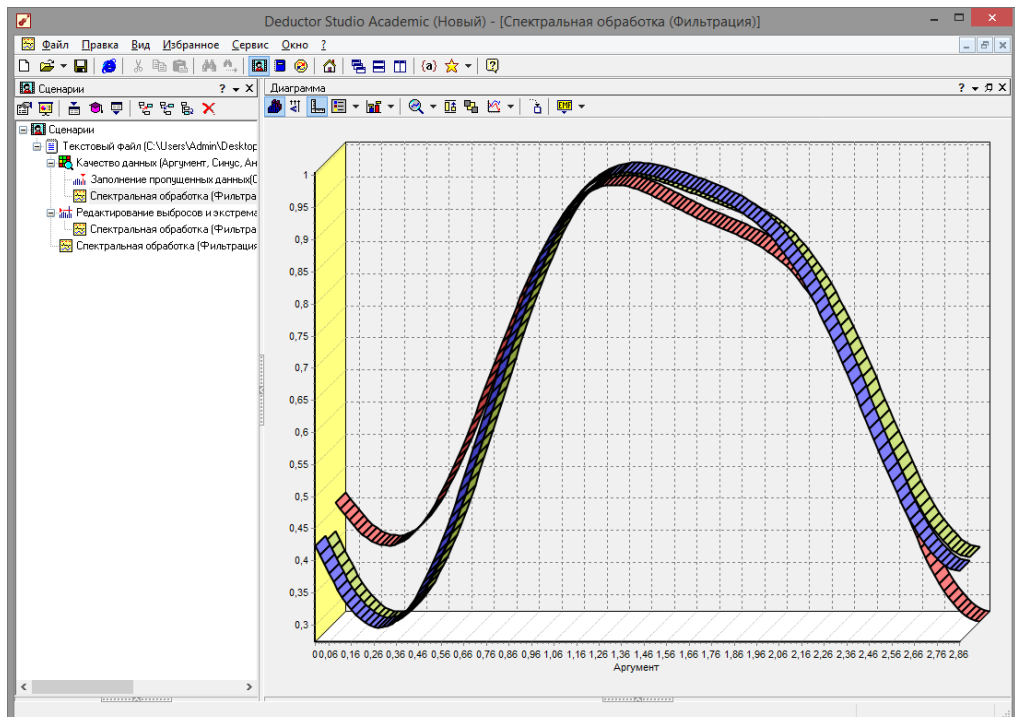 Deductor Studio Academic (Новый) - [Спектральная обработка (Фильтрация)]
Файл Правка Вид Избранное Сервис Окно ?
Сценарии
Диаграмма
Сценарии
Текстовый файл (C:\Users\Admin\Desktop
Качество данных (Аргумент, Синус, Ан
Заполнение пропущенных данных(С
Спектральная обработка (Фильтра
Редактирование выбросов и экстрема
Спектральная обработка (Фильтра
Спектральная обработка (Фильтрация
1
0,95
0,9
0,85
0,8
0,75
0,7
0,65
0,6
0,55
0,5
0,45
0,4
0,35
0,3
0 0,06 0,16 0,26 0,36 0,46 0,56 0,66 0,76 0,86 0,96 1,06 1,16 1,26 1,36 1,46 1,56 1,66 1,76 1,86 1,96 2,06 2,16 2,26 2,36 2,46 2,56 2,66 2,76 2,86
Аргумент